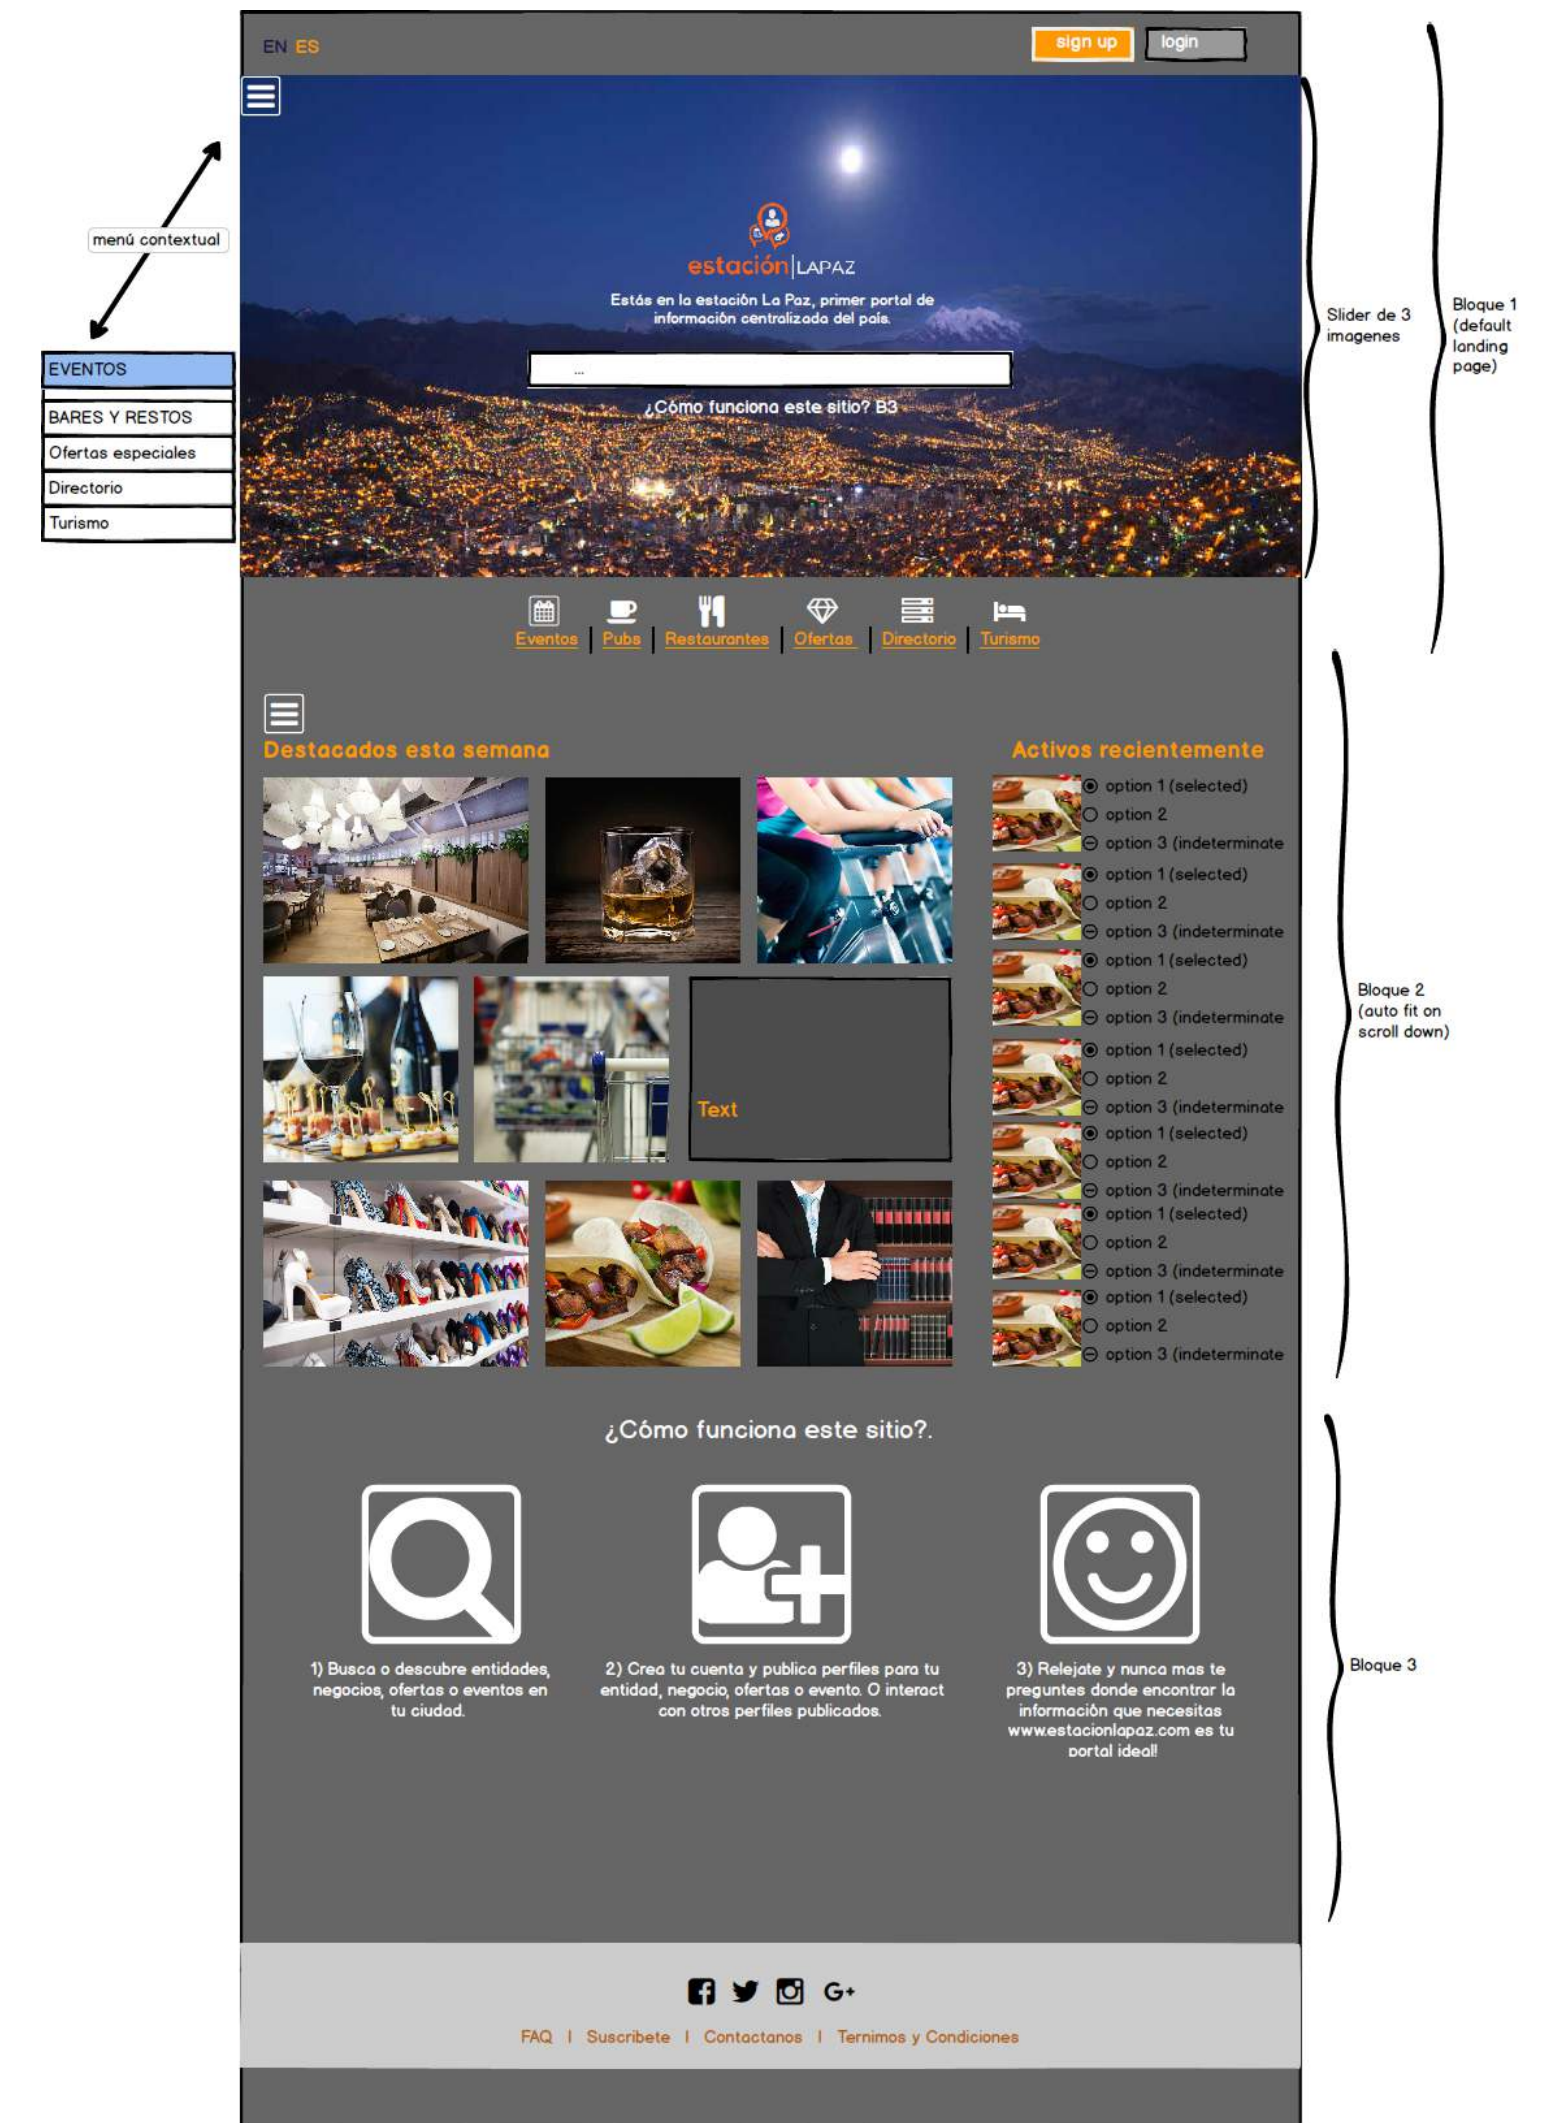 EN ES
sign up
login
menú contextual
EVENTOS
BARES Y RESTOS
Ofertas especiales
Directorio
Turismo
estación|LAPAZ
Estás en la estación La Paz, primer portal de
información centralizada del país.
...
¿Cómo funciona este sitio? B3
Slider de 3
imagenes
Bloque 1
(default
landing
page)
Eventos | Pubs | Restaurantes | Ofertas | Directorio | Turismo
Destacados esta semana
Text
Activos recientemente
option 1 (selected)
option 2
option 3 (indeterminate
option 1 (selected)
option 2
option 3 (indeterminate
option 1 (selected)
option 2
option 3 (indeterminate
option 1 (selected)
option 2
option 3 (indeterminate
option 1 (selected)
option 2
option 3 (indeterminate
option 1 (selected)
option 2
option 3 (indeterminate
option 1 (selected)
option 2
option 3 (indeterminate
Bloque 2
(auto fit on
scroll down)
¿Cómo funciona este sitio?.
1) Busca o descubre entidades,
negocios, ofertas o eventos en
tu ciudad.
2) Crea tu cuenta y publica perfiles para tu
entidad, negocio, ofertas o evento. O interact
con otros perfiles publicados.
3) Relejate y nunca mas te
preguntes donde encontrar la
información que necesitas
www.estacionlapaz.com es tu
portal ideal!
Bloque 3
G+
FAQ | Suscribete | Contactanos | Ternimos y Condiciones